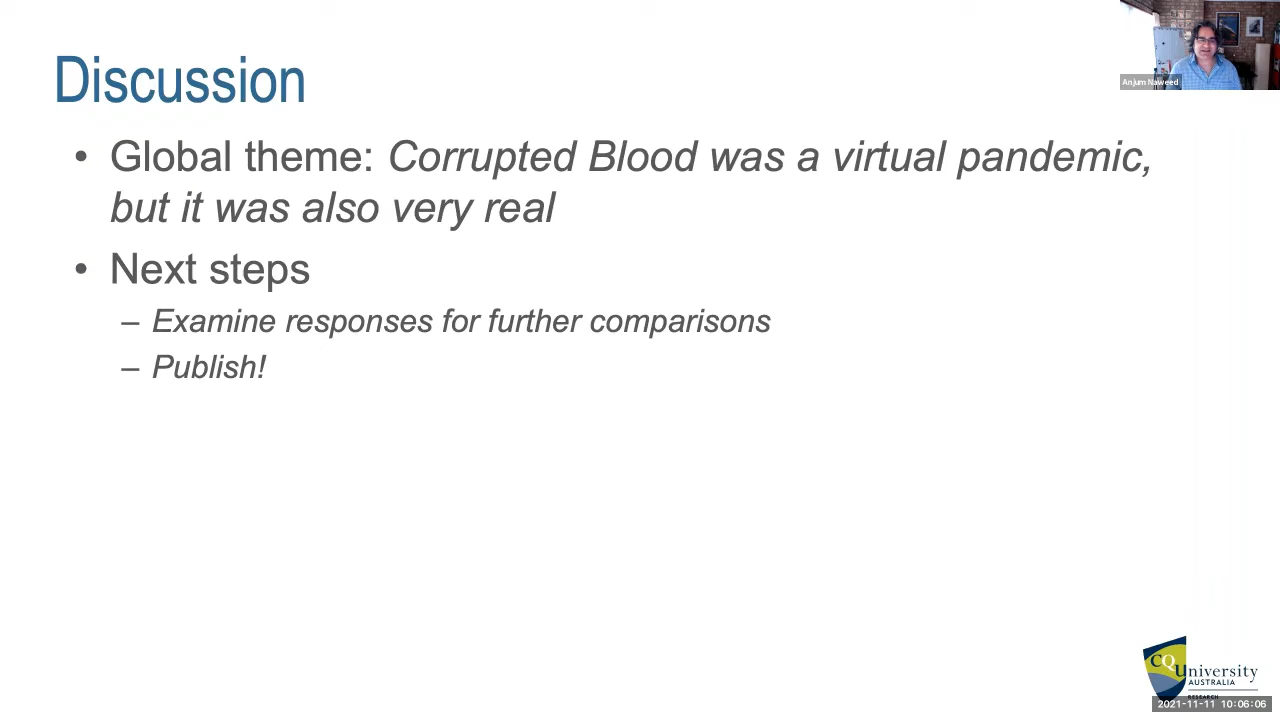 Discussion
Anjum Naweed
• Global theme: Corrupted Blood was a virtual pandemic,
but it was also very real
• Next steps
– Examine responses for further comparisons
– Publish!
CQUniversity
AUSTRALIA
RESEARCH
2021-11-11 10:06:06